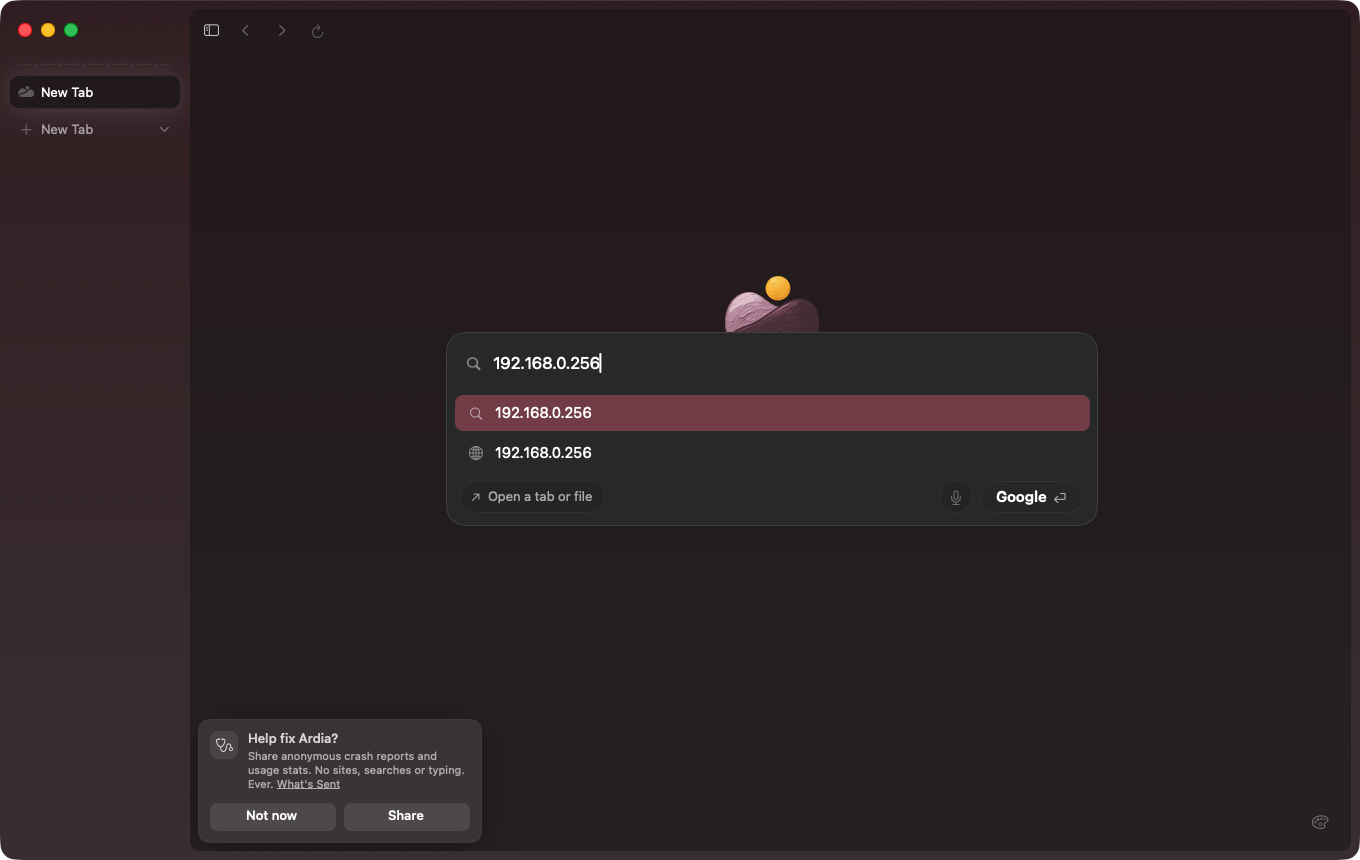 New Tab
New Tab
192.168.0.256
192.168.0.256
192.168.0.256
Open a tab or file
Google
Help fix Ardia?
Share anonymous crash reports and
usage stats. No sites, searches or typing.
Ever. What's Sent
Not now
Share